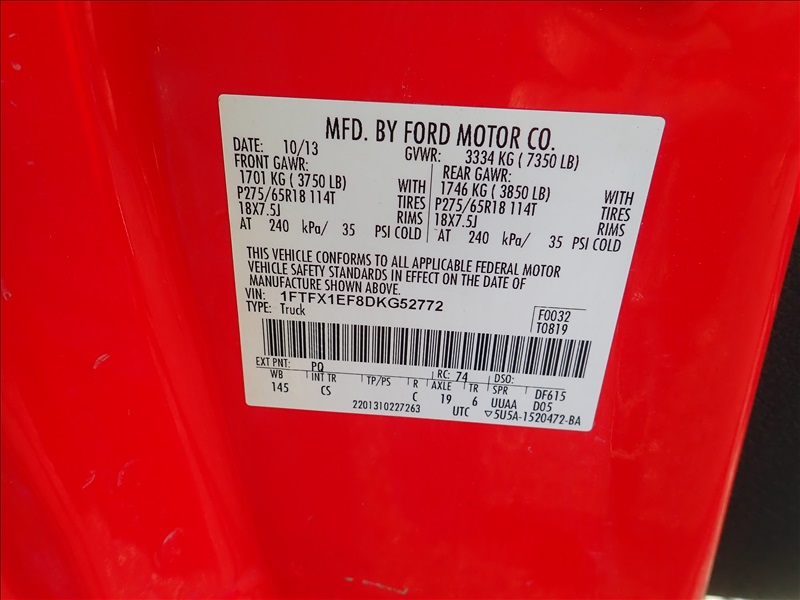 MFD. BY FORD MOTOR CO.
DATE: 10/13 GVWR: 3334 KG ( 7350 LB)
FRONT GAWR: REAR GAWR:
1701 KG ( 3750 LB) WITH 1746 KG ( 3850 LB) WITH
P275/65R18 114T TIRES P275/65R18 114T TIRES
18X7.5J RIMS 18X7.5J RIMS
AT 240 kPa/ 35 PSI COLD AT 240 kPa/ 35 PSI COLD
THIS VEHICLE CONFORMS TO ALL APPLICABLE FEDERAL MOTOR
VEHICLE SAFETY STANDARDS IN EFFECT ON THE DATE OF
MANUFACTURE SHOWN ABOVE.
VIN: 1FTFX1EF8DKG52772 F0032
TYPE: Truck T0819
EXT PNT: PQ RC: 74 DSO:
WB INT TR TP/PS R AXLE TR SPR DF615
145 CS C 19 6 UUAA D05
2201310227263 UTC ▽5U5A-1520472-BA